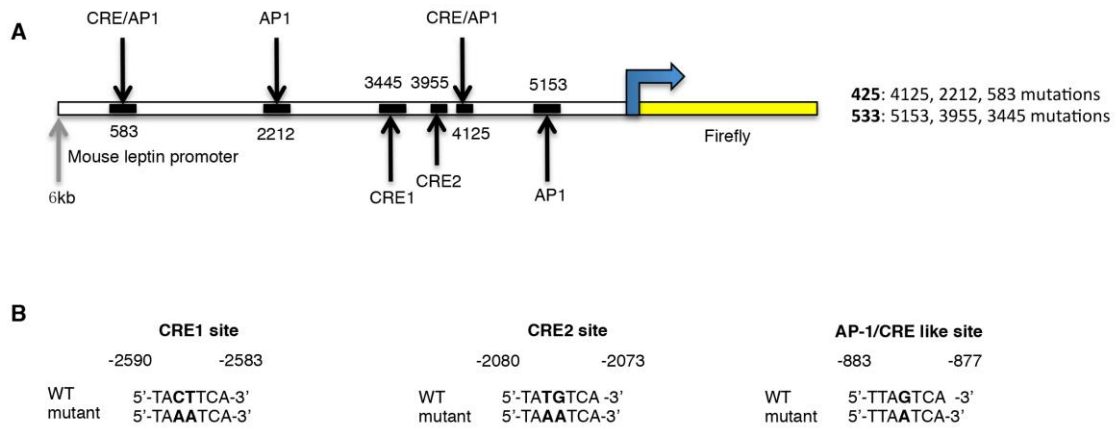 A
CRE/AP1
AP1
CRE/AP1
3445
3955
5153
583
2212
4125
Mouse leptin promoter
Firefly
6kb
CRE1
CRE2
AP1
425: 4125, 2212, 583 mutations
533: 5153, 3955, 3445 mutations
B
CRE1 site
-2590 -2583
WT 5'-TACTTCA-3'
mutant 5'-TAAATCA-3'
CRE2 site
-2080 -2073
WT 5'-TATGTCA -3'
mutant 5'-TAAATCA -3'
AP-1/CRE like site
-883 -877
WT 5'-TTAGTCA -3'
mutant 5'-TTAATCA -3'